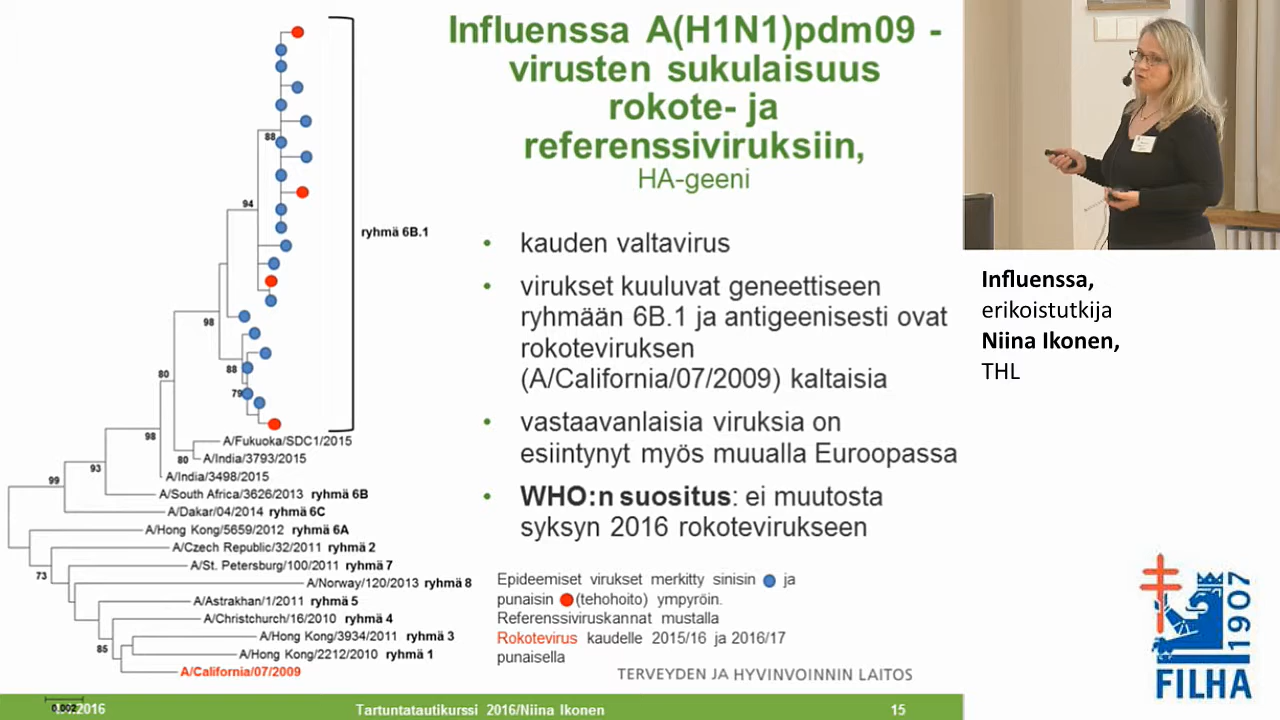 Influenssa A(H1N1)pdm09 -
virusten sukulaisuus
rokote- ja
referenssiviruksiin,
HA-geeni
• kauden valtavirus
• virukset kuuluvat geneettiseen
ryhmään 6B.1 ja antigeenisesti ovat
rokoteviruksen
(A/California/07/2009) kaltaisia
• vastaavanlaisia viruksia on
esiintynyt myös muualla Euroopassa
• WHO:n suositus: ei muutosta
syksyn 2016 rokotevirukseen
Epideemiset virukset merkitty sinisin ja
punaisin (tehohoito) ympyröin.
Referenssiviruskannat mustalla
Rokotevirus kaudelle 2015/16 ja 2016/17
punaisella
TERVEYDEN JA HYVINVOINNIN LAITOS
88
94
ryhmä 6B.1
98
88
79
80
98
A/Fukuoka/SDC1/2015
80
A/India/3793/2015
93
A/India/3498/2015
99
A/South Africa/3626/2013 ryhmä 6B
A/Dakar/04/2014 ryhmä 6C
A/Hong Kong/5659/2012 ryhmä 6A
A/Czech Republic/32/2011 ryhmä 2
A/St. Petersburg/100/2011 ryhmä 7
73
A/Norway/120/2013 ryhmä 8
A/Astrakhan/1/2011 ryhmä 5
A/Christchurch/16/2010 ryhmä 4
A/Hong Kong/3934/2011 ryhmä 3
85
A/Hong Kong/2212/2010 ryhmä 1
A/California/07/2009
0.002
2016
Tartuntatautikurssi 2016/Niina Ikonen
15
Influenssa,
erikoistutkija
Niina Ikonen,
THL
1907
FILHA